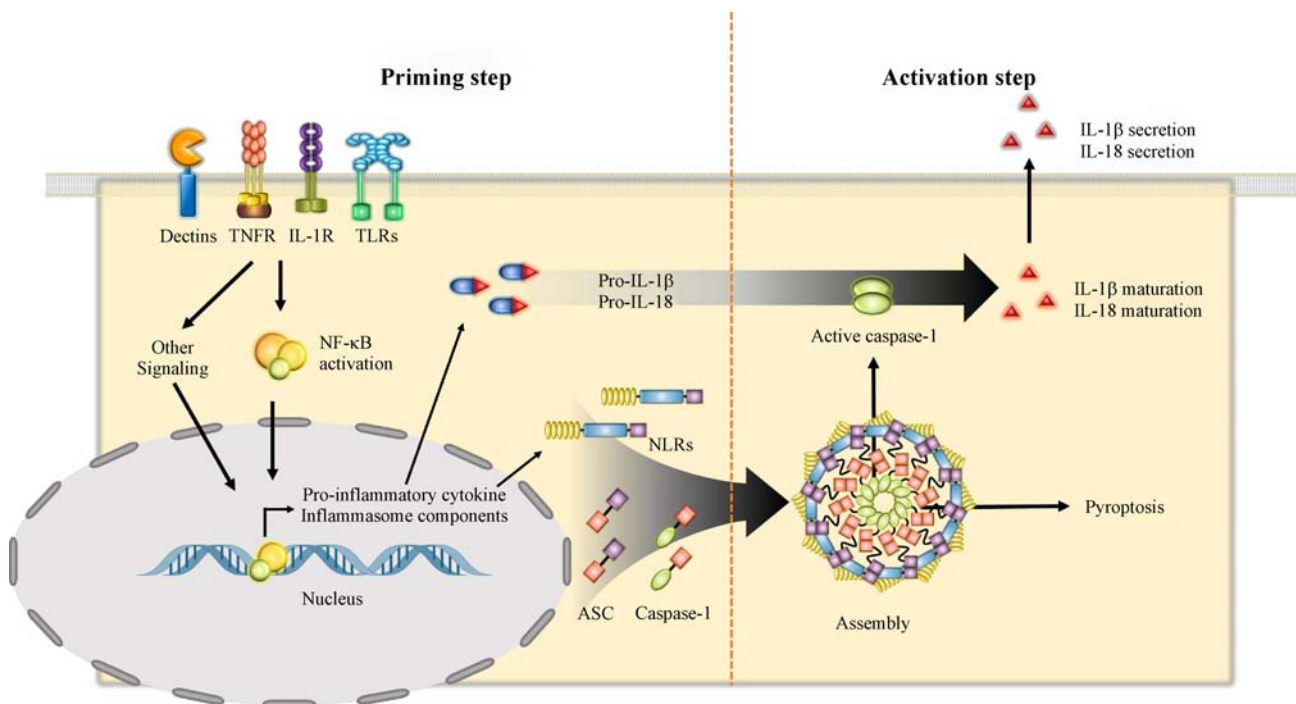 Priming step
Activation step
IL-1β secretion
IL-18 secretion
Dectins TNFR IL-1R TLRs
Pro-IL-1β
Pro-IL-18
IL-1β maturation
IL-18 maturation
Active caspase-1
Other
Signaling
NF-κB
activation
NLRs
Pro-inflammatory cytokine
Inflammasome components
Pyroptosis
Nucleus
ASC Caspase-1
Assembly